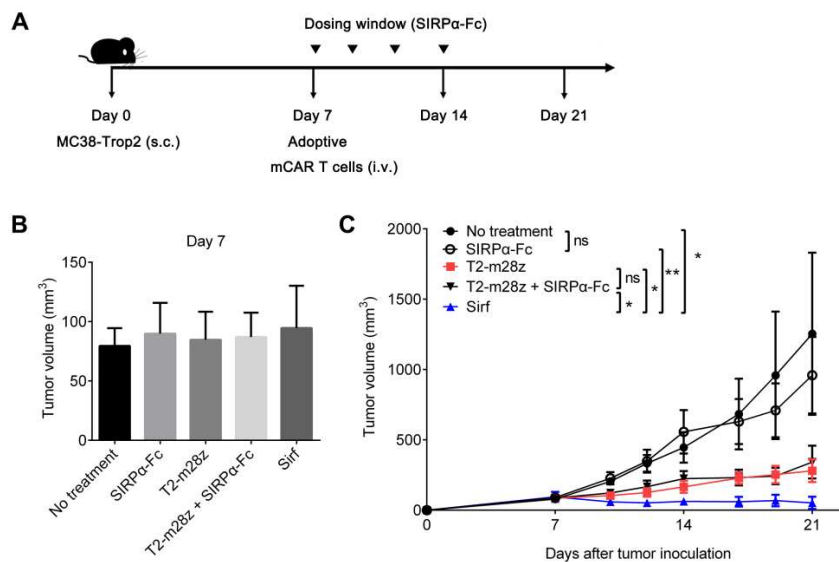 A
Dosing window (SIRPα-Fc)
Day 0
Day 7
Day 14
Day 21
MC38-Trop2 (s.c.)
Adoptive
mCAR T cells (i.v.)
B
Day 7
Tumor volume (mm³)
150
100
50
0
No treatment
SIRPα-Fc
T2-m28z
T2-m28z + SIRPα-Fc
Sirf
C
Tumor volume (mm³)
2000
1500
1000
500
0
No treatment
SIRPα-Fc
T2-m28z
T2-m28z + SIRPα-Fc
Sirf
ns
ns
*
*
**
*
0
7
14
21
Days after tumor inoculation